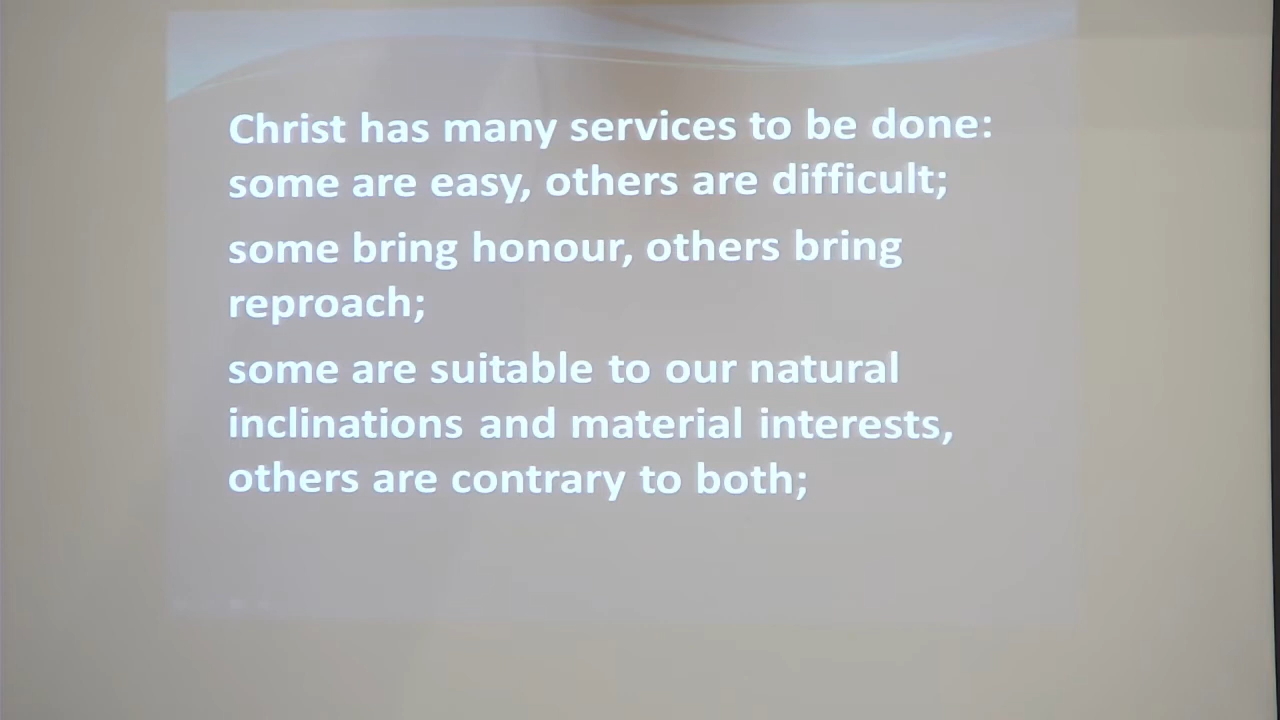 Christ has many services to be done:
some are easy, others are difficult;
some bring honour, others bring
reproach;
some are suitable to our natural
inclinations and material interests,
others are contrary to both;